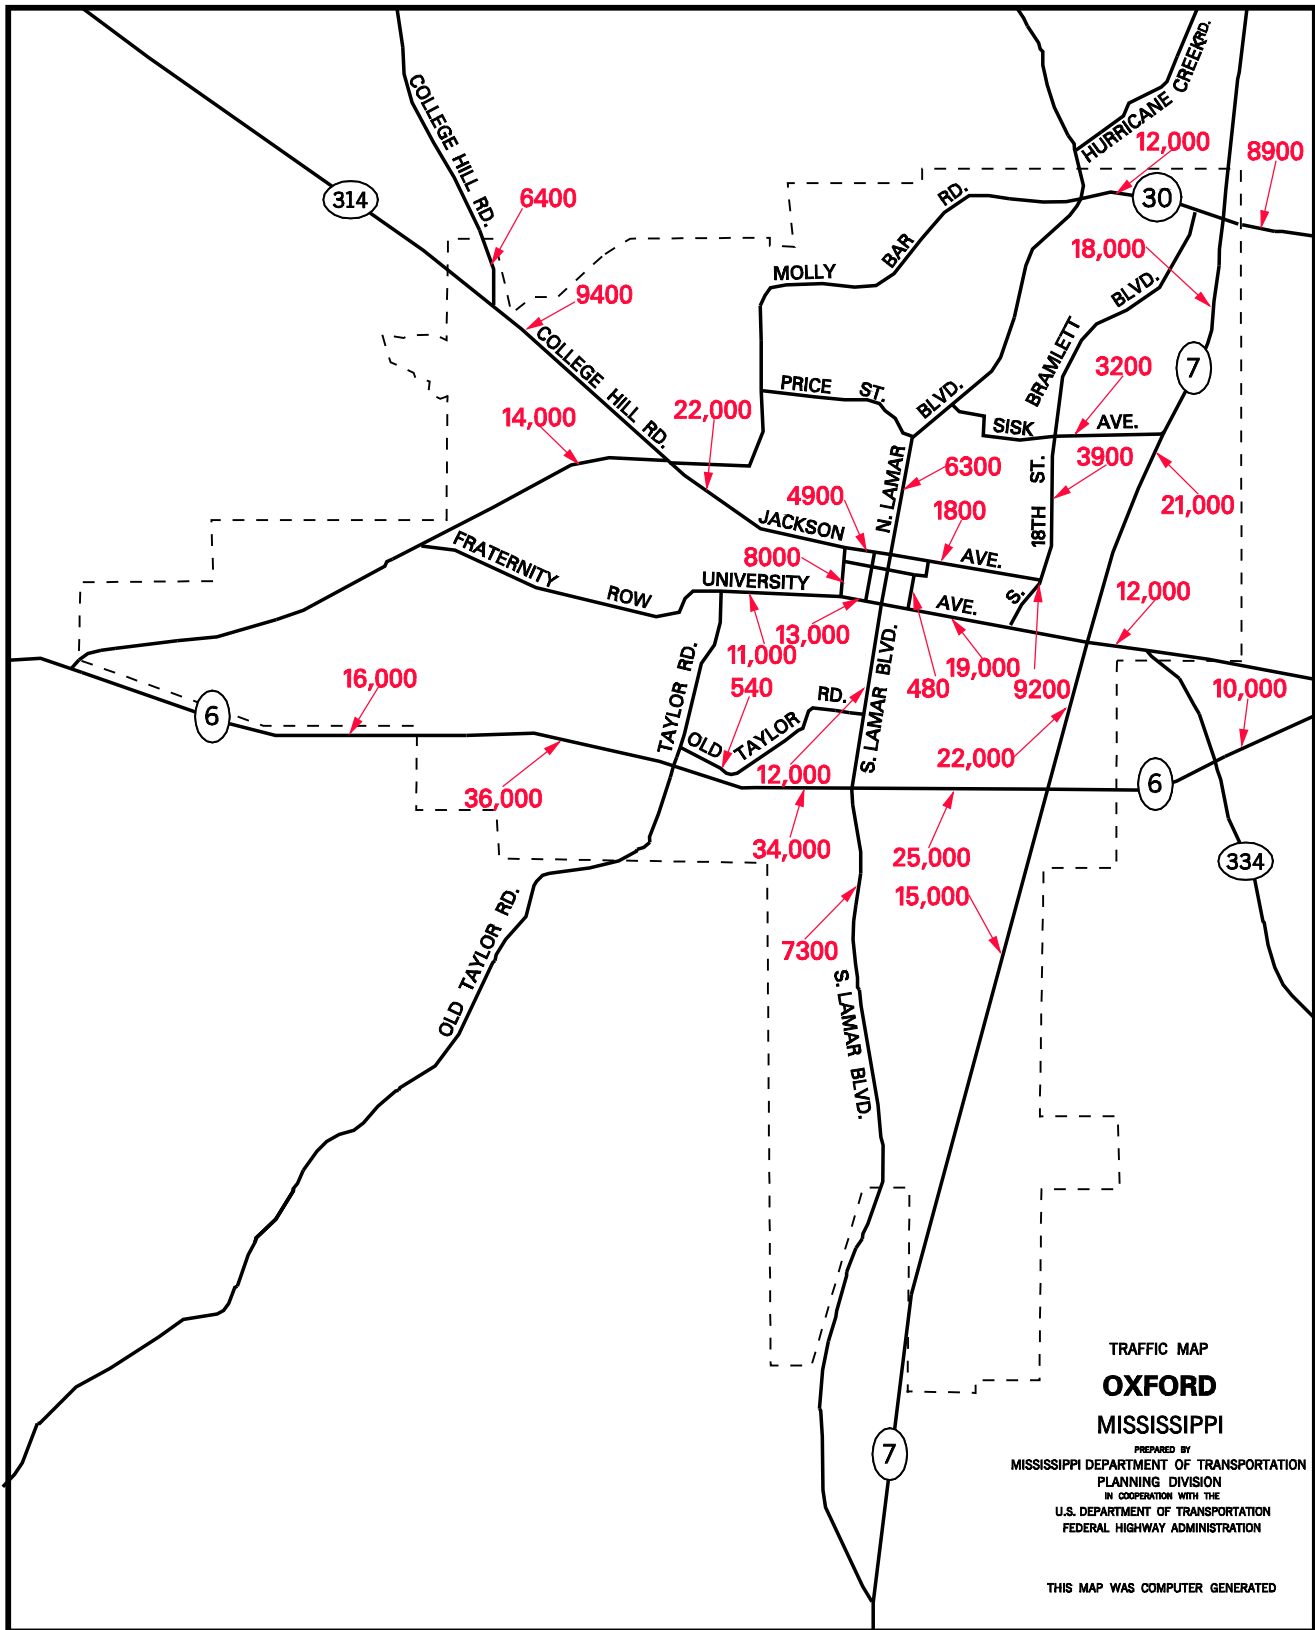 COLLEGE HILL RD.
HURRICANE CREEK RD.
12,000
8900
314
6400
30
RD.
BAR
MOLLY
18,000
BLVD.
9400
COLLEGE HILL RD.
BRAMLETT
7
3200
PRICE ST.
BLVD.
SISK AVE.
14,000
22,000
N. LAMAR
6300
18TH ST.
3900
21,000
4900
1800
JACKSON AVE.
8000
FRATERNITY ROW
UNIVERSITY AVE.
S.
12,000
13,000
11,000
19,000
480
9200
16,000
540
10,000
6
TAYLOR RD.
OLD TAYLOR RD.
S. LAMAR BLVD.
12,000
22,000
36,000
6
34,000
25,000
334
15,000
7300
OLD TAYLOR RD.
S. LAMAR BLVD.
7
TRAFFIC MAP
OXFORD
MISSISSIPPI
PREPARED BY
MISSISSIPPI DEPARTMENT OF TRANSPORTATION
PLANNING DIVISION
IN COOPERATION WITH THE
U.S. DEPARTMENT OF TRANSPORTATION
FEDERAL HIGHWAY ADMINISTRATION
THIS MAP WAS COMPUTER GENERATED